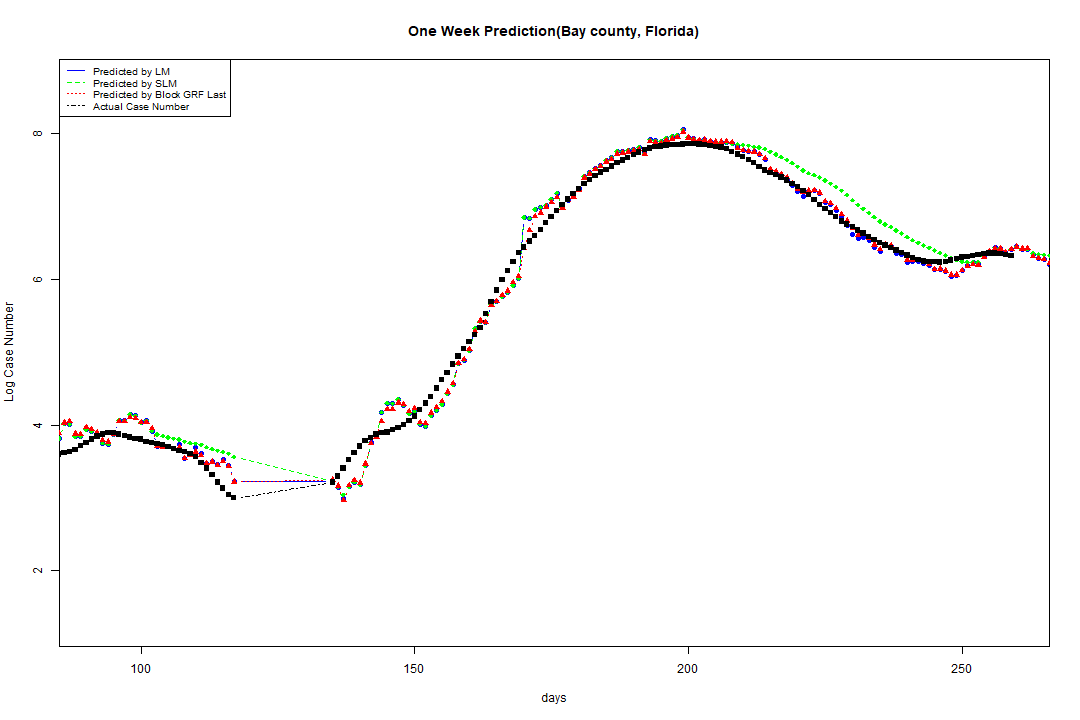 One Week Prediction(Bay county, Florida)
Predicted by LM
Predicted by SLM
Predicted by Block GRF Last
Actual Case Number
8
6
4
2
Log Case Number
100
150
200
250
days